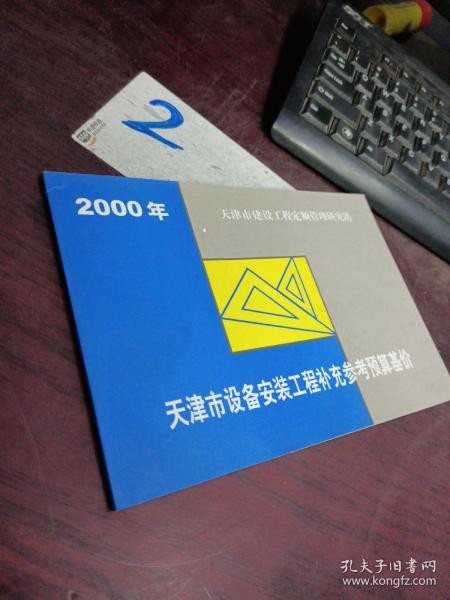 2
2000年
天津市建设工程定额管理研究站
天津市设备安装工程补充参考预算基价
孔夫子旧书网
www.kongfz.com